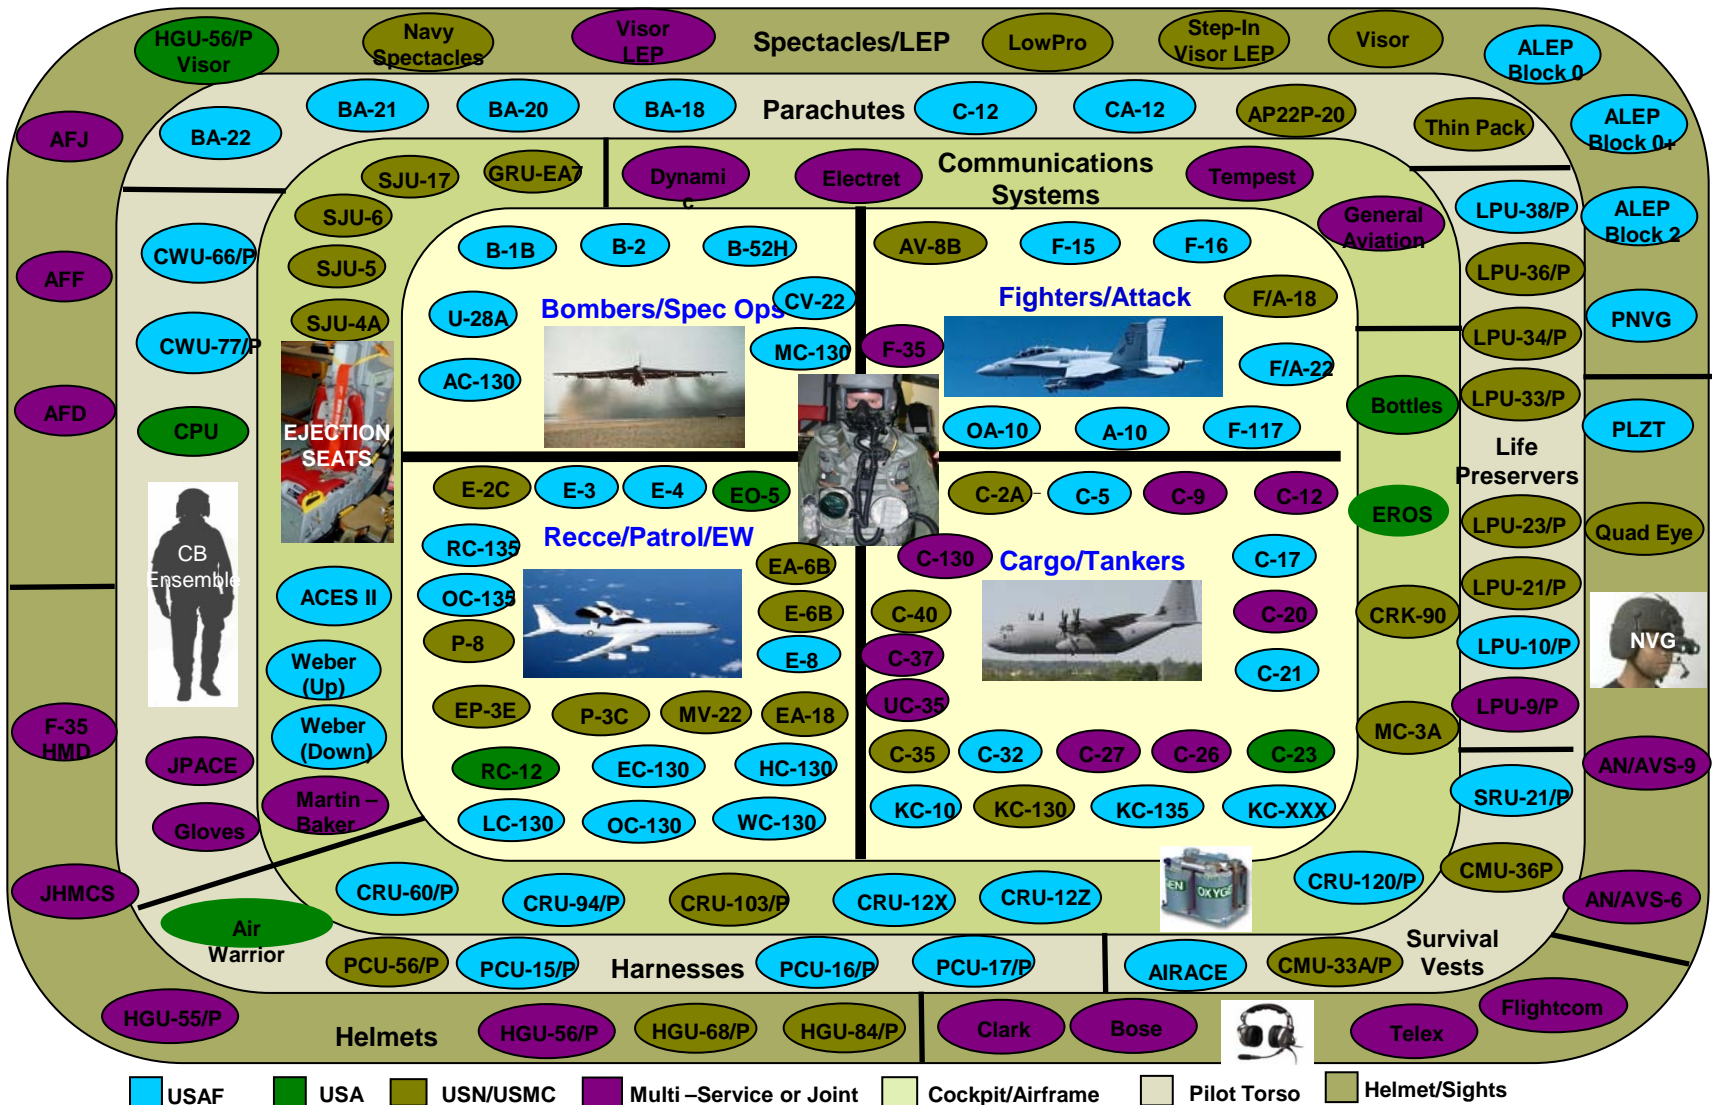 HGU-56/P
Visor
Navy
Spectacles
Visor
LEP
Spectacles/LEP
LowPro
Step-In
Visor LEP
Visor
ALEP
Block 0
AFJ
BA-22
BA-21
BA-20
BA-18
Parachutes
C-12
CA-12
AP22P-20
Thin Pack
ALEP
Block 0+
SJU-17
GRU-EA7
Dynami
c
Electret
Communications
Systems
Tempest
General
Aviation
LPU-38/P
ALEP
Block 2
SJU-6
SJU-5
SJU-4A
CWU-66/P
CWU-77/P
CPU
AFF
AFD
B-1B
B-2
B-52H
CV-22
U-28A
Bombers/Spec Ops
MC-130
AC-130
AV-8B
F-15
F-16
Fighters/Attack
F/A-18
F-35
F/A-22
OA-10
A-10
F-117
LPU-36/P
LPU-34/P
LPU-33/P
PNVG
PLZT
Bottles
EROS
Life
Preservers
EJECTION
SEATS
CB
Ensemble
E-2C
E-3
E-4
EO-5
RC-135
Recce/Patrol/EW
EA-6B
OC-135
E-6B
P-8
E-8
EP-3E
P-3C
MV-22
EA-18
RC-12
EC-130
HC-130
LC-130
OC-130
WC-130
C-2A
C-5
C-9
C-12
C-130
Cargo/Tankers
C-17
C-40
C-20
C-37
C-21
UC-35
C-35
C-32
C-27
C-26
C-23
KC-10
KC-130
KC-135
KC-XXX
LPU-23/P
Quad Eye
LPU-21/P
CRK-90
LPU-10/P
NVG
LPU-9/P
MC-3A
AN/AVS-9
SRU-21/P
ACES II
Weber
(Up)
Weber
(Down)
Martin –
Baker
F-35
HMD
JPACE
Gloves
JHMCS
CRU-60/P
CRU-94/P
CRU-103/P
CRU-12X
CRU-12Z
GEN
OXYGE
CRU-120/P
CMU-36P
AN/AVS-6
Air
Warrior
PCU-56/P
PCU-15/P
Harnesses
PCU-16/P
PCU-17/P
AIRACE
CMU-33A/P
Survival
Vests
HGU-55/P
Helmets
HGU-56/P
HGU-68/P
HGU-84/P
Clark
Bose
Telex
Flightcom
USAF
USA
USN/USMC
Multi –Service or Joint
Cockpit/Airframe
Pilot Torso
Helmet/Sights